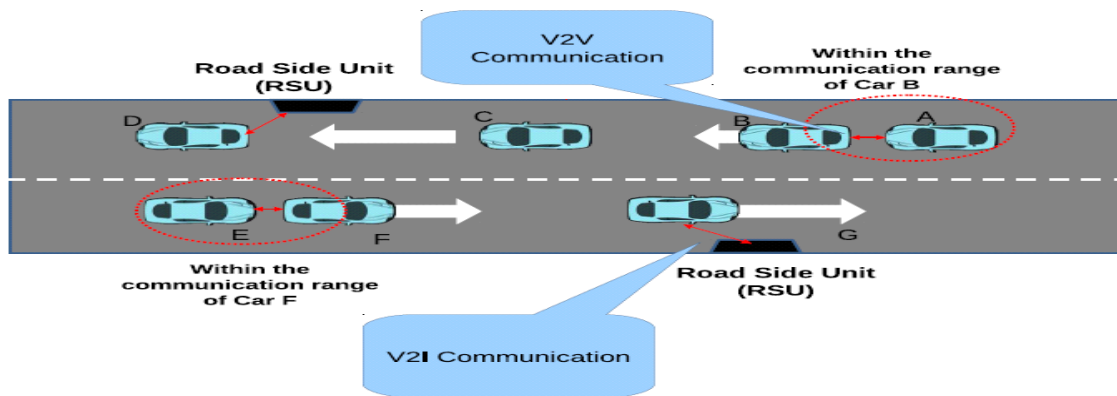 V2V
Communication
Within the
communication range
of Car B
Road Side Unit
(RSU)
D
C
B
A
E
F
G
Within the
communication range
of Car F
Road Side Unit
(RSU)
V2I Communication